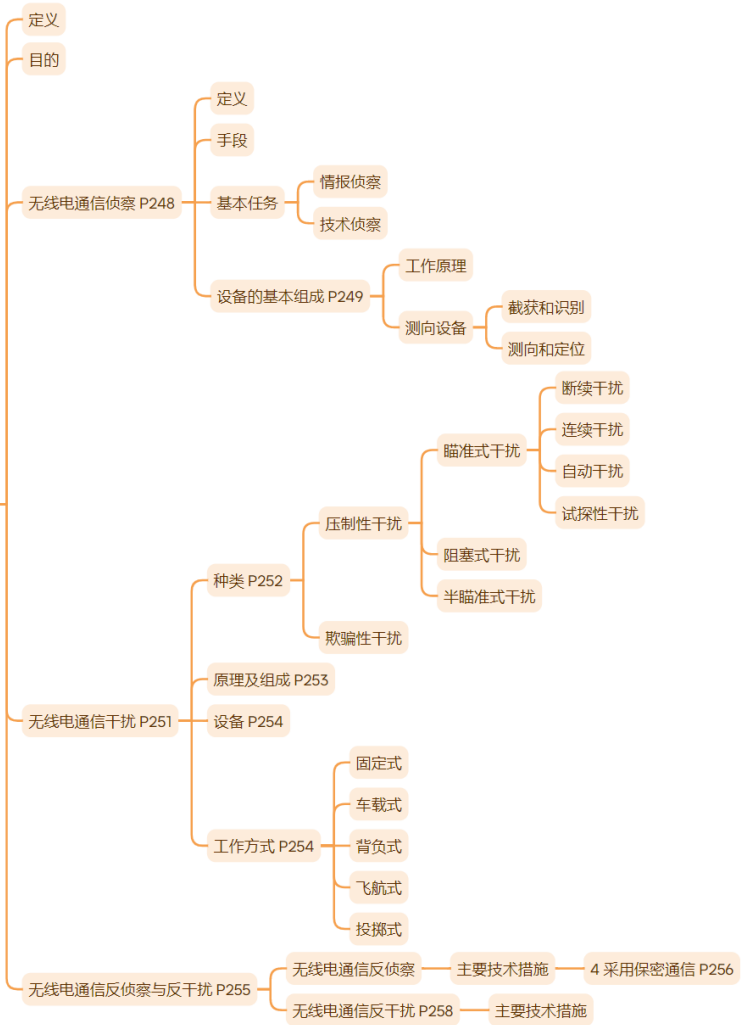 定义
目的
无线电通信侦察 P248
定义
手段
基本任务
情报侦察
技术侦察
设备的基本组成 P249
工作原理
测向设备
截获和识别
测向和定位
无线电通信干扰 P251
种类 P252
压制性干扰
瞄准式干扰
断续干扰
连续干扰
自动干扰
试探性干扰
阻塞式干扰
半瞄准式干扰
欺骗性干扰
原理及组成 P253
设备 P254
工作方式 P254
固定式
车载式
背负式
飞航式
投掷式
无线电通信反侦察与反干扰 P255
无线电通信反侦察
主要技术措施
4 采用保密通信 P256
无线电通信反干扰 P258
主要技术措施